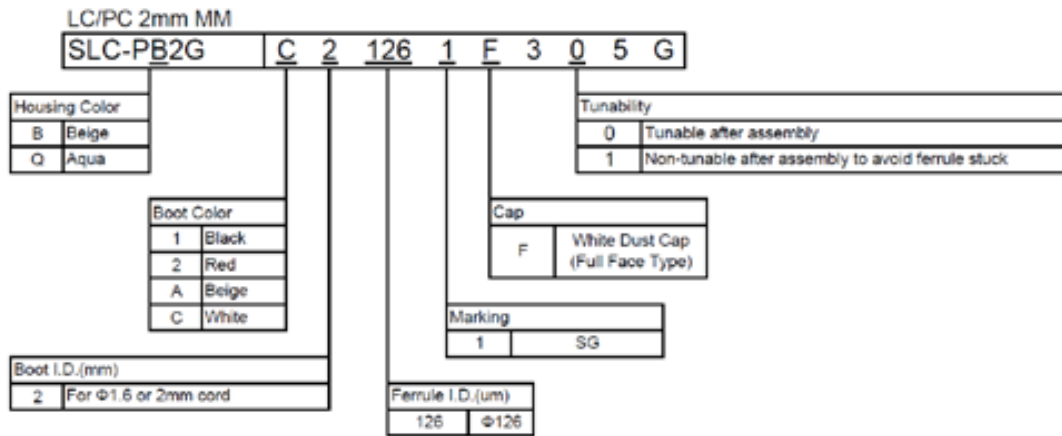 LC/PC 2mm MM
SLC-PB2G C 2 126 1 F 3 0 5 G
Housing Color
B Beige
Q Aqua
Tunability
0 Tunable after assembly
1 Non-tunable after assembly to avoid ferrule stuck
Boot Color
1 Black
2 Red
A Beige
C White
Cap
F White Dust Cap
(Full Face Type)
Marking
1 SG
Boot I.D.(mm)
2 For Φ1.6 or 2mm cord
Ferrule I.D.(um)
126 Φ126